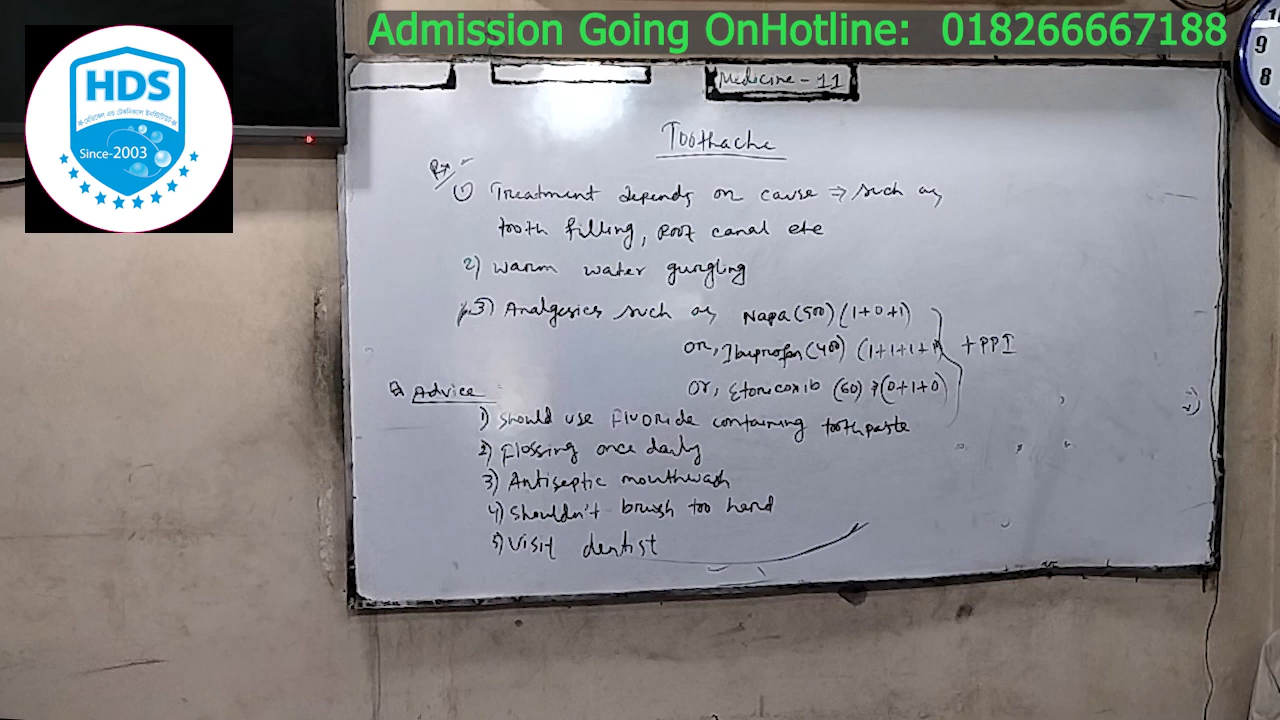 Admission Going OnHotline: 018266667188
HDS
Since-2003
9
8
Medicine - 11
Toothache
Rx
1) Treatment depends on cause ⇒ such as
tooth filling, Root canal etc
2) Warm water gurgling
3) Analgesics such as Napa (500) (1+0+1)
or, Ibuprofen (400) (1+1+1+1) + PPI
or, Etoricoxib (60) (0+1+0)
Advice
1) Should use Fluoride containing toothpaste
2) Flossing once daily
3) Antiseptic mouthwash
4) Shouldn't brush too hard
5) Visit dentist